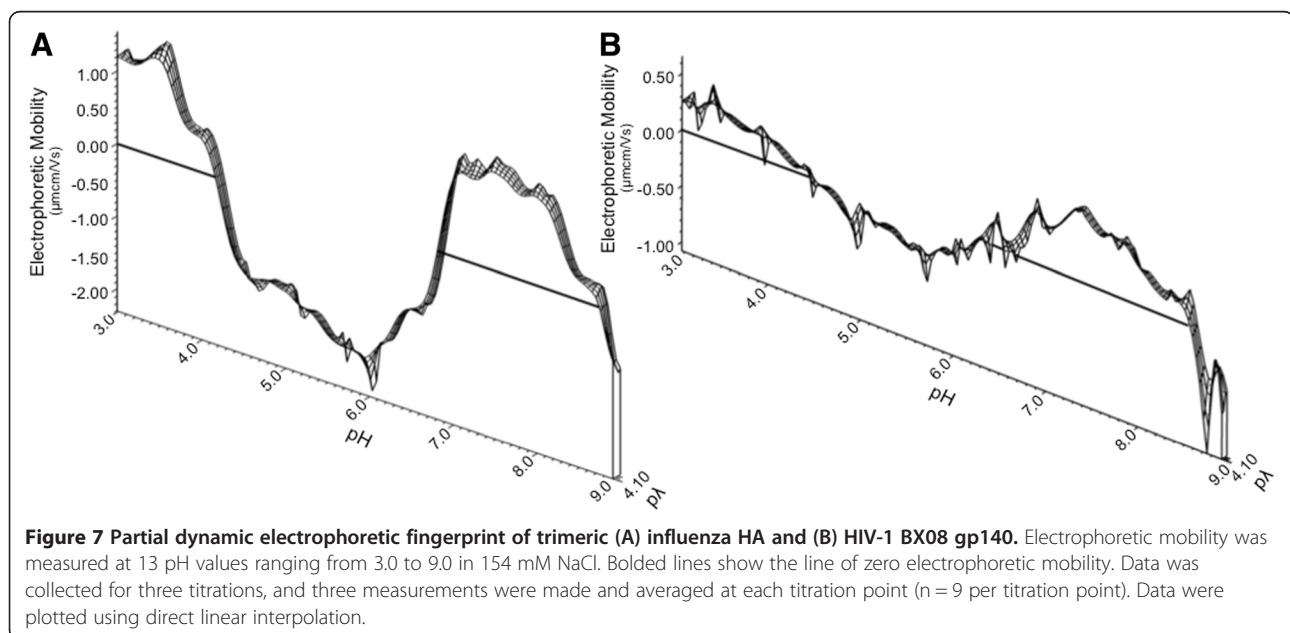 A
Electrophoretic Mobility
(µmcm/Vs)
1.00
0.50
0.00
-0.50
-1.00
-1.50
-2.00
3.0
4.0
5.0
6.0
7.0
8.0
9.0
4.10
pH
pλ
B
Electrophoretic Mobility
(µmcm/Vs)
0.50
0.00
-0.50
-1.00
3.0
4.0
5.0
6.0
7.0
8.0
9.0
4.10
pH
pλ
Figure 7 Partial dynamic electrophoretic fingerprint of trimeric (A) influenza HA and (B) HIV-1 BX08 gp140. Electrophoretic mobility was
measured at 13 pH values ranging from 3.0 to 9.0 in 154 mM NaCl. Bolded lines show the line of zero electrophoretic mobility. Data was
collected for three titrations, and three measurements were made and averaged at each titration point (n = 9 per titration point). Data were
plotted using direct linear interpolation.